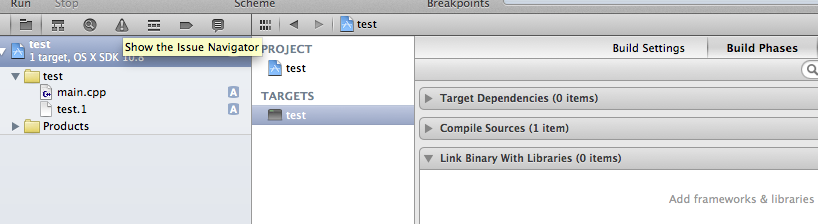 Run Stop Scheme Breakpoints
test
test
1 target, OS X SDK 10.8
Show the Issue Navigator
PROJECT
test
Build Settings Build Phases
test
main.cpp A
test.1 A
Products
TARGETS
test
Target Dependencies (0 items)
Compile Sources (1 item)
Link Binary With Libraries (0 items)
Add frameworks & libraries